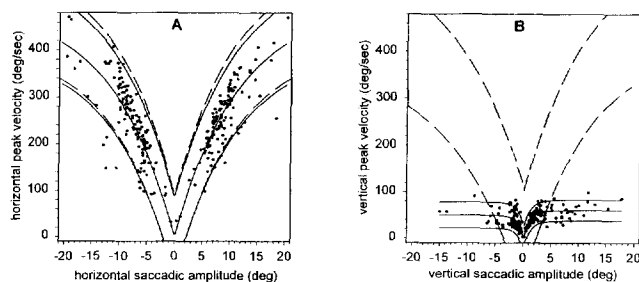 A
horizontal peak velocity (deg/sec)
400
300
200
100
0
-20 -15 -10 -5 0 5 10 15 20
horizontal saccadic amplitude (deg)
B
vertical peak velocity (deg/sec)
400
300
200
100
0
-20 -15 -10 -5 0 5 10 15 20
vertical saccadic amplitude (deg)